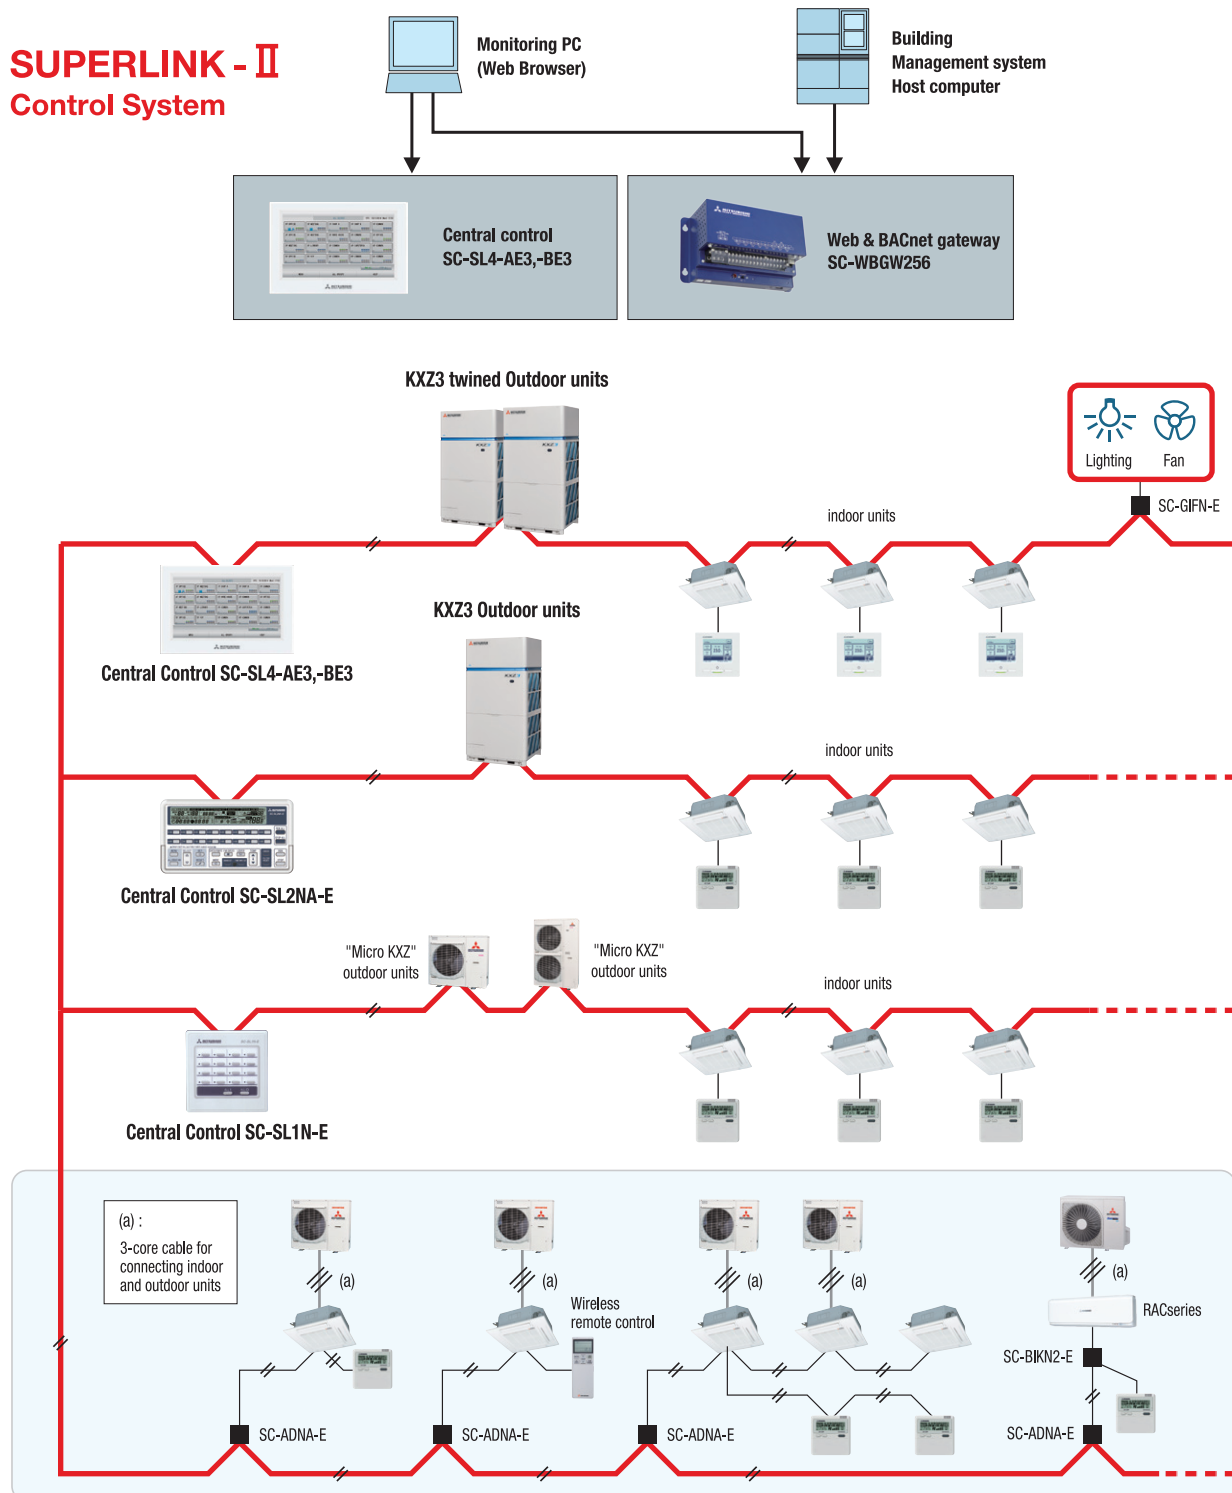 SUPERLINK - II
Control System
Monitoring PC
(Web Browser)
Building
Management system
Host computer
Central control
SC-SL4-AE3,-BE3
Web & BACnet gateway
SC-WBGW256
KXZ3 twined Outdoor units
Lighting
Fan
SC-GIFN-E
indoor units
KXZ3 Outdoor units
Central Control SC-SL4-AE3,-BE3
indoor units
Central Control SC-SL2NA-E
"Micro KXZ"
outdoor units
"Micro KXZ"
outdoor units
indoor units
Central Control SC-SL1N-E
(a) :
3-core cable for
connecting indoor
and outdoor units
(a)
(a)
(a)
(a)
(a)
Wireless
remote control
RACseries
SC-BIKN2-E
SC-ADNA-E
SC-ADNA-E
SC-ADNA-E
SC-ADNA-E